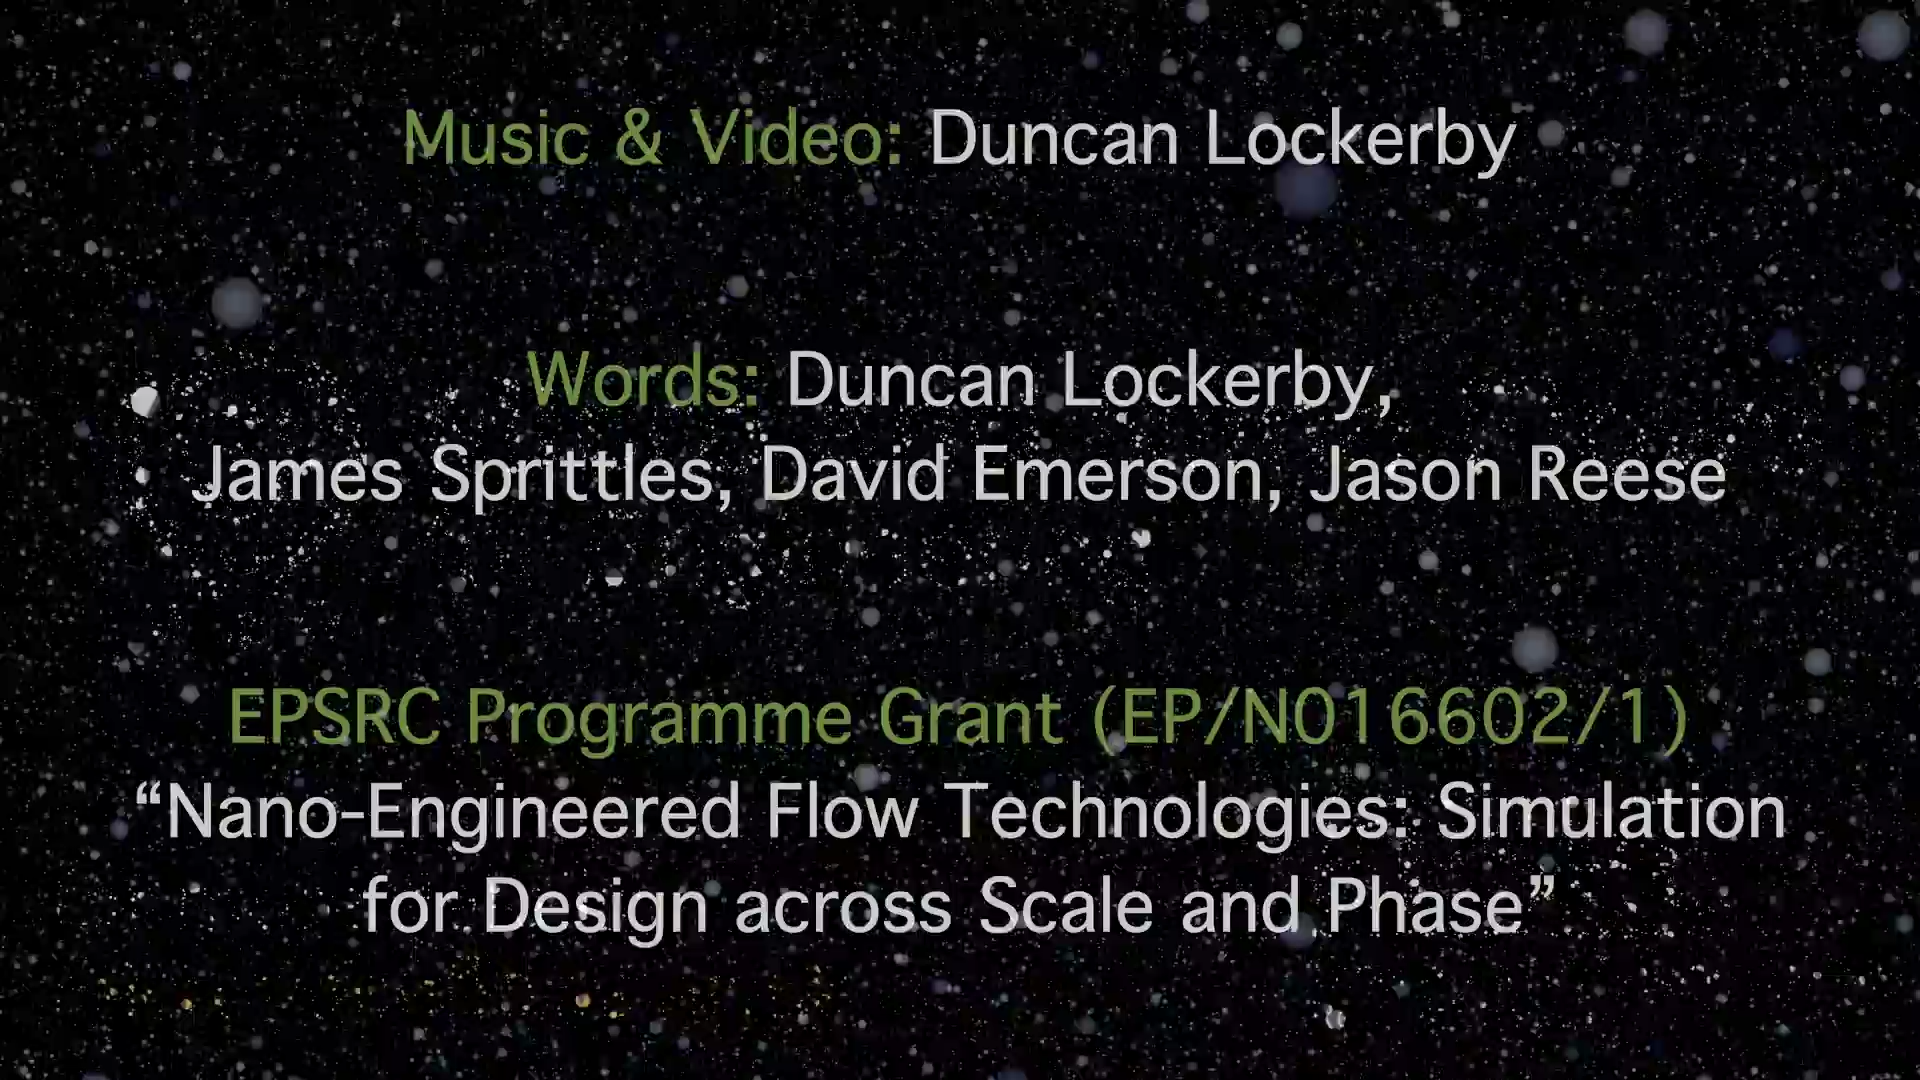 Music & Video: Duncan Lockerby
Words: Duncan Lockerby,
James Sprittles, David Emerson, Jason Reese
EPSRC Programme Grant (EP/N016602/1)
“Nano-Engineered Flow Technologies: Simulation
for Design across Scale and Phase”